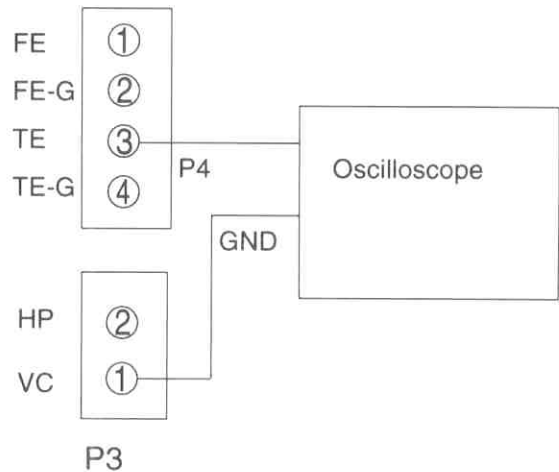 FE ①
FE-G ②
TE ③
TE-G ④
P4
Oscilloscope
GND
HP ②
VC ①
P3